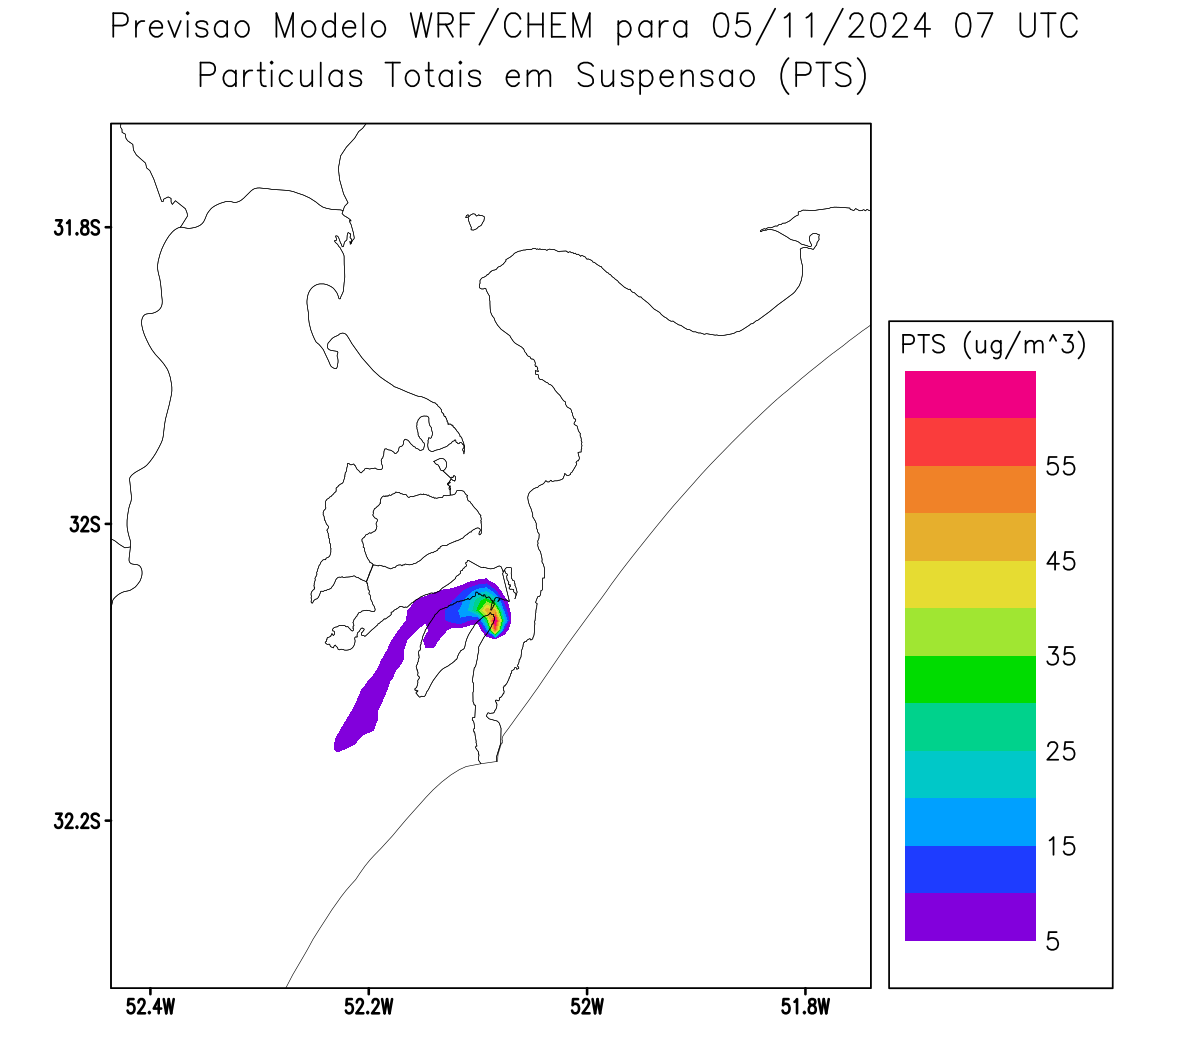 Previsao Modelo WRF/CHEM para 05/11/2024 07 UTC
Particulas Totais em Suspensao (PTS)
31.8S
32S
32.2S
52.4W
52.2W
52W
51.8W
PTS (ug/m^3)
55
45
35
25
15
5